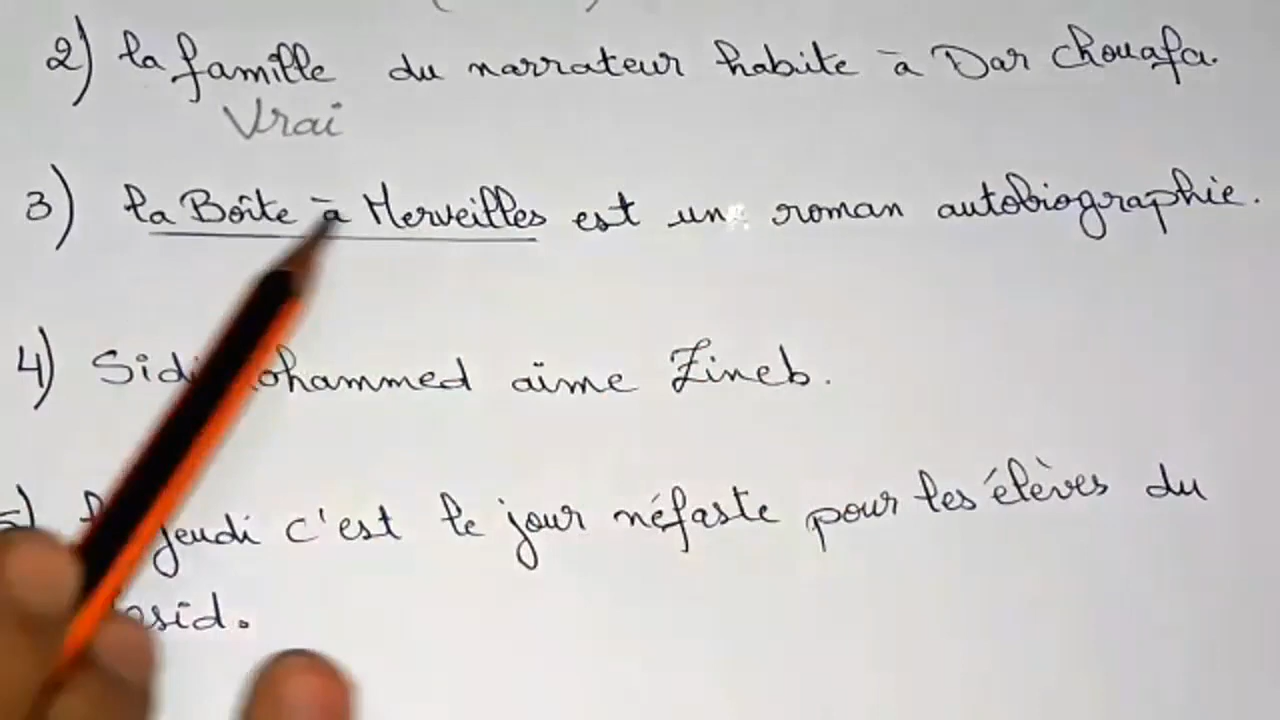 2) la famille du narrateur habite à Dar Chouafa.
Vrai
3) la Boîte à Merveilles est un roman autobiographie.
4) Sidi Mohammed aime Zineb.
5) jeudi c'est le jour néfaste pour les élèves du